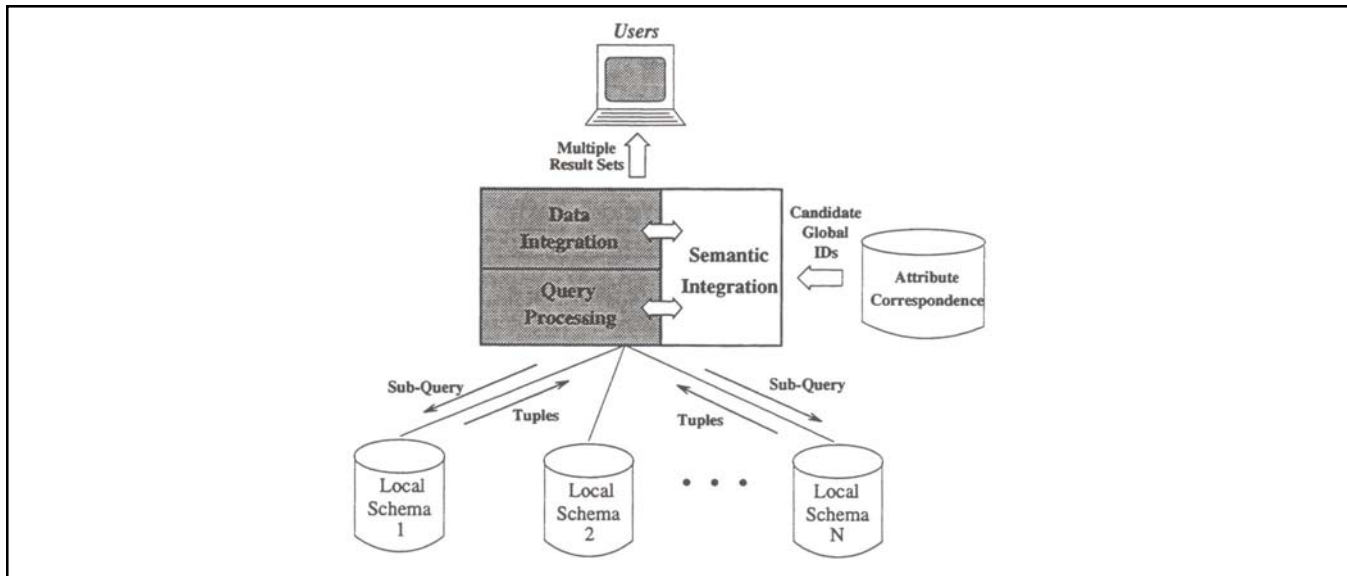 Users
Multiple
Result Sets
Data
Integration
Query
Processing
Semantic
Integration
Candidate
Global
IDs
Attribute
Correspondence
Sub-Query
Tuples
Tuples
Sub-Query
Local
Schema
1
Local
Schema
2
Local
Schema
N